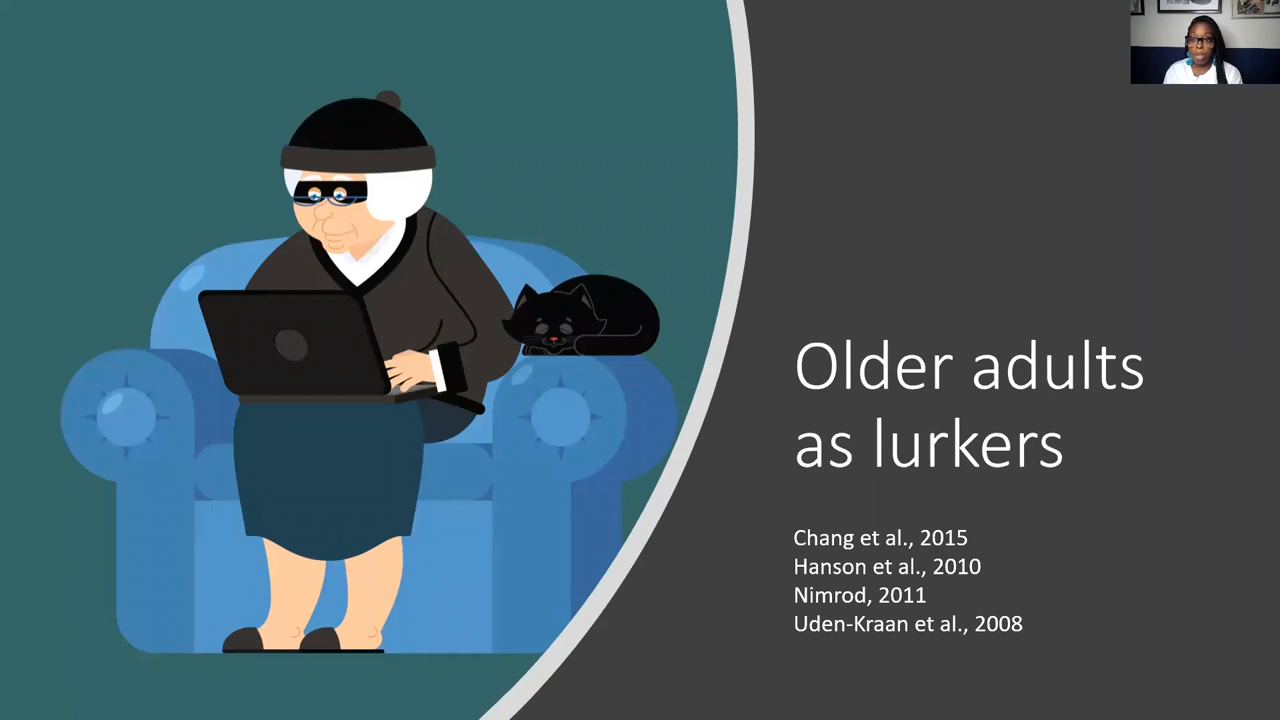 Older adults
as lurkers
Chang et al., 2015
Hanson et al., 2010
Nimrod, 2011
Uden-Kraan et al., 2008